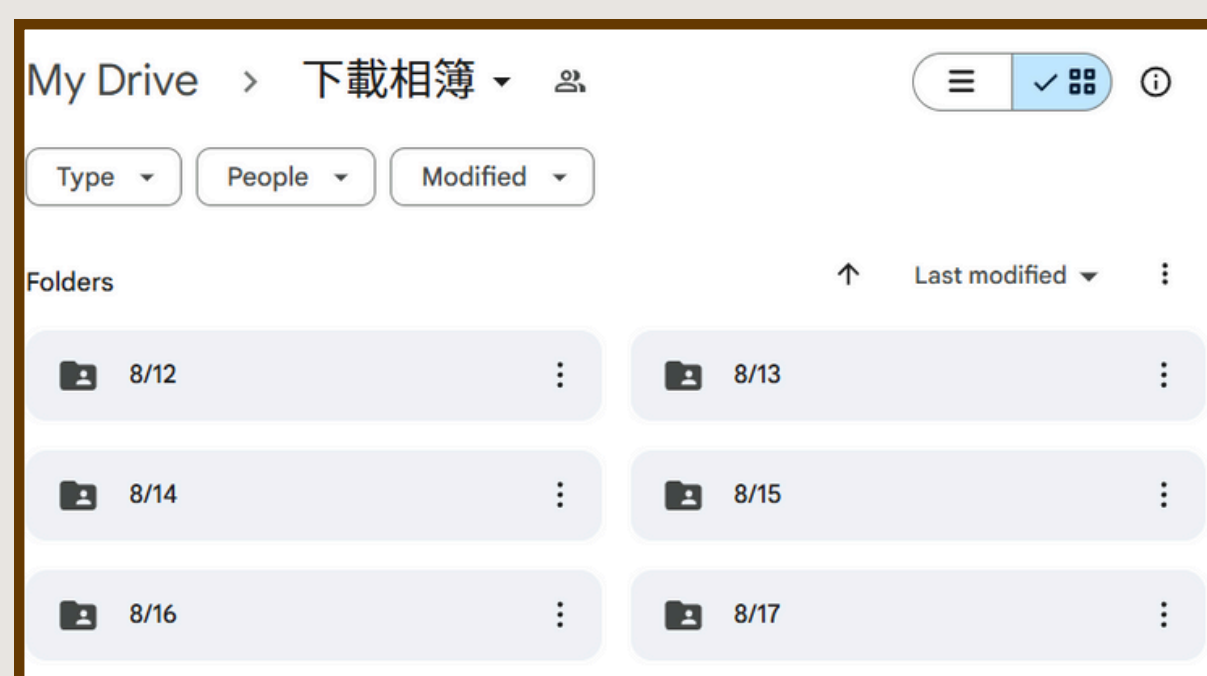 My Drive > 下載相簿
Type People Modified
Folders Last modified
8/12 8/13
8/14 8/15
8/16 8/17